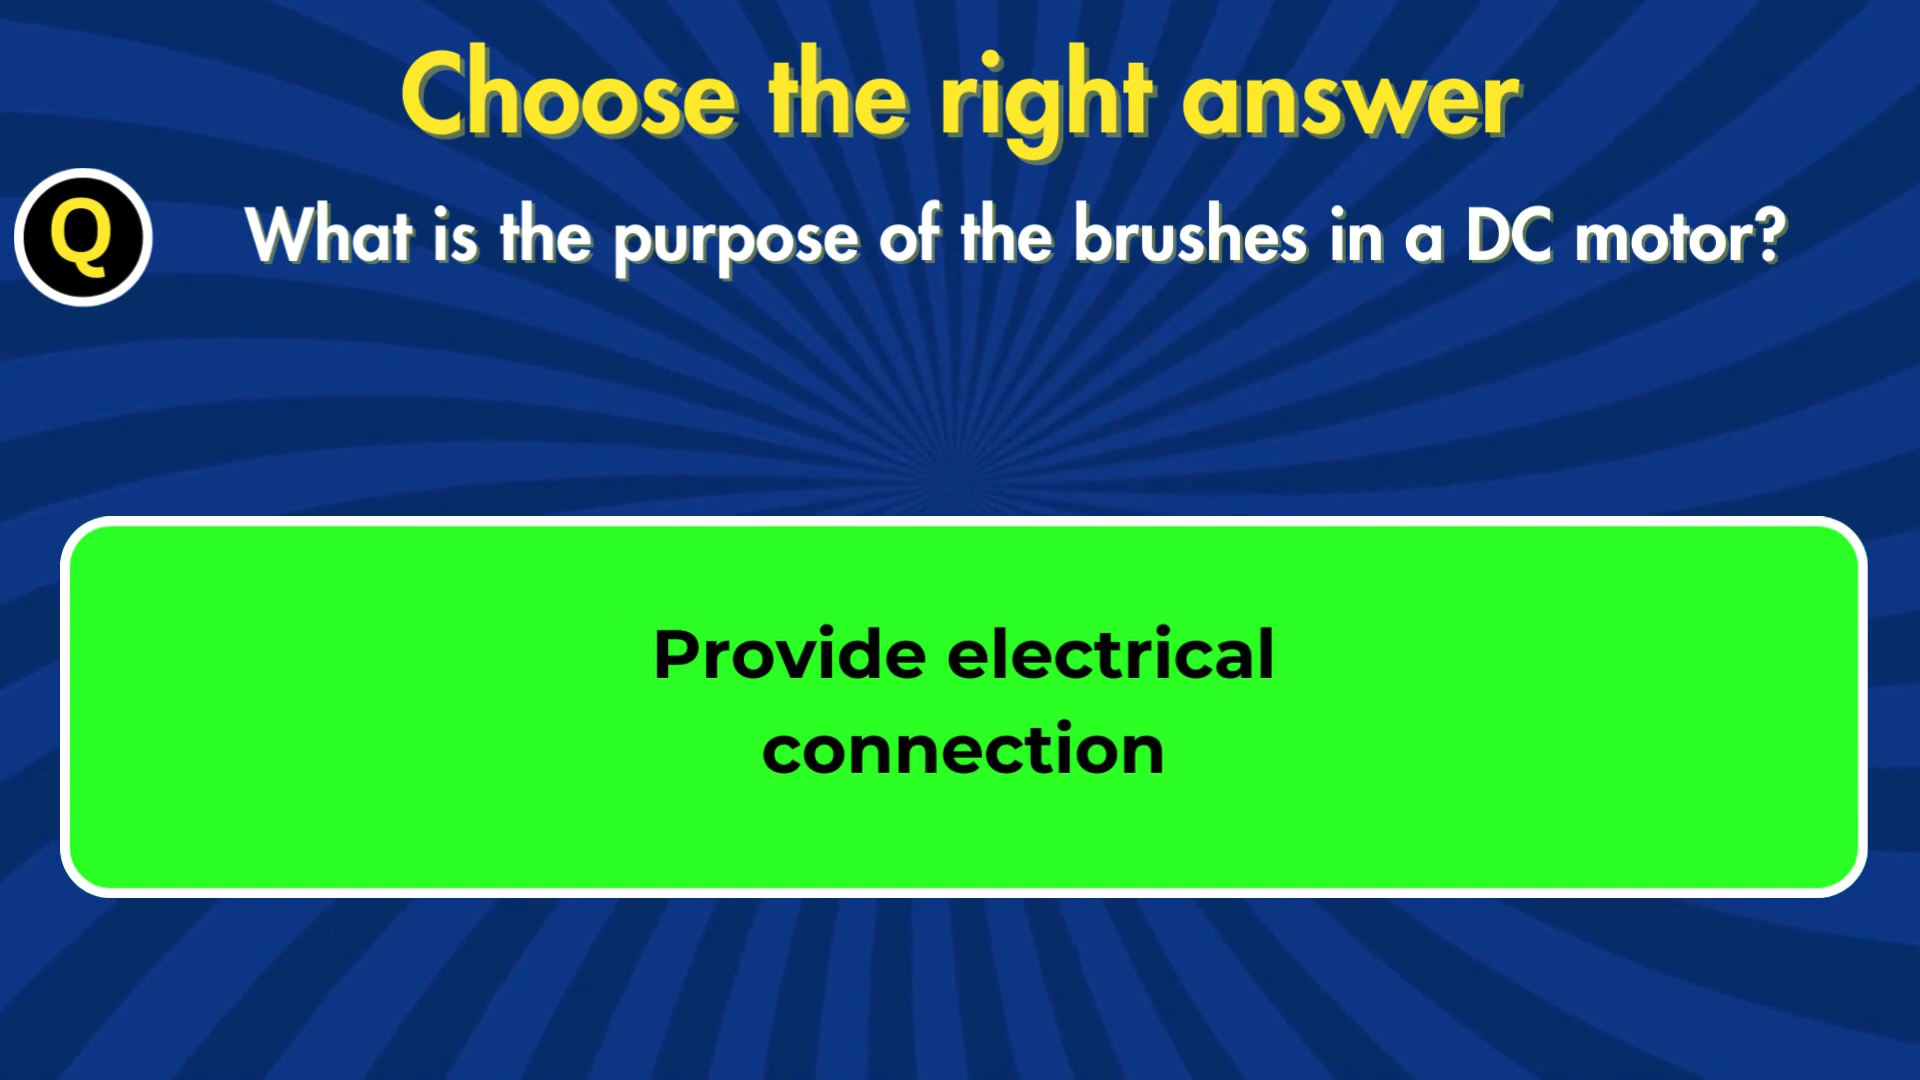 Choose the right answer
Q
What is the purpose of the brushes in a DC motor?
Provide electrical
connection